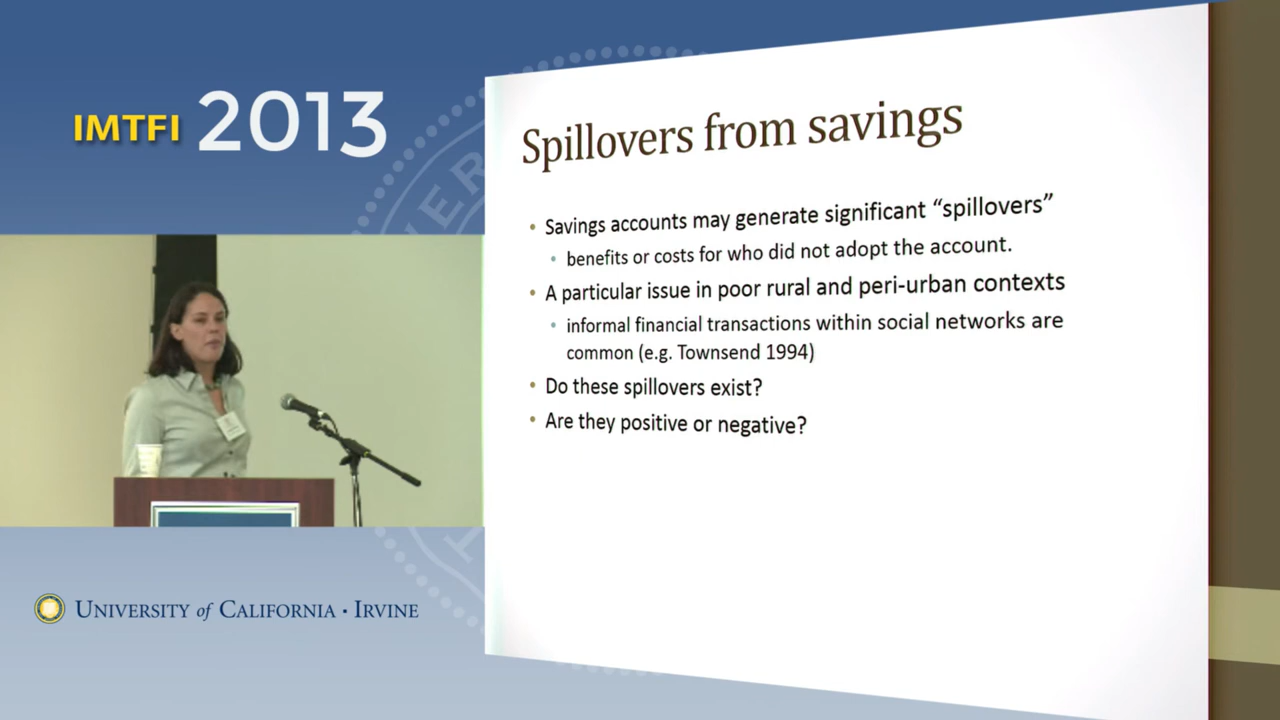 IMTFI 2013
Spillovers from savings
• Savings accounts may generate significant “spillovers”
• benefits or costs for who did not adopt the account.
• A particular issue in poor rural and peri-urban contexts
• informal financial transactions within social networks are
common (e.g. Townsend 1994)
• Do these spillovers exist?
• Are they positive or negative?
UNIVERSITY of CALIFORNIA • IRVINE